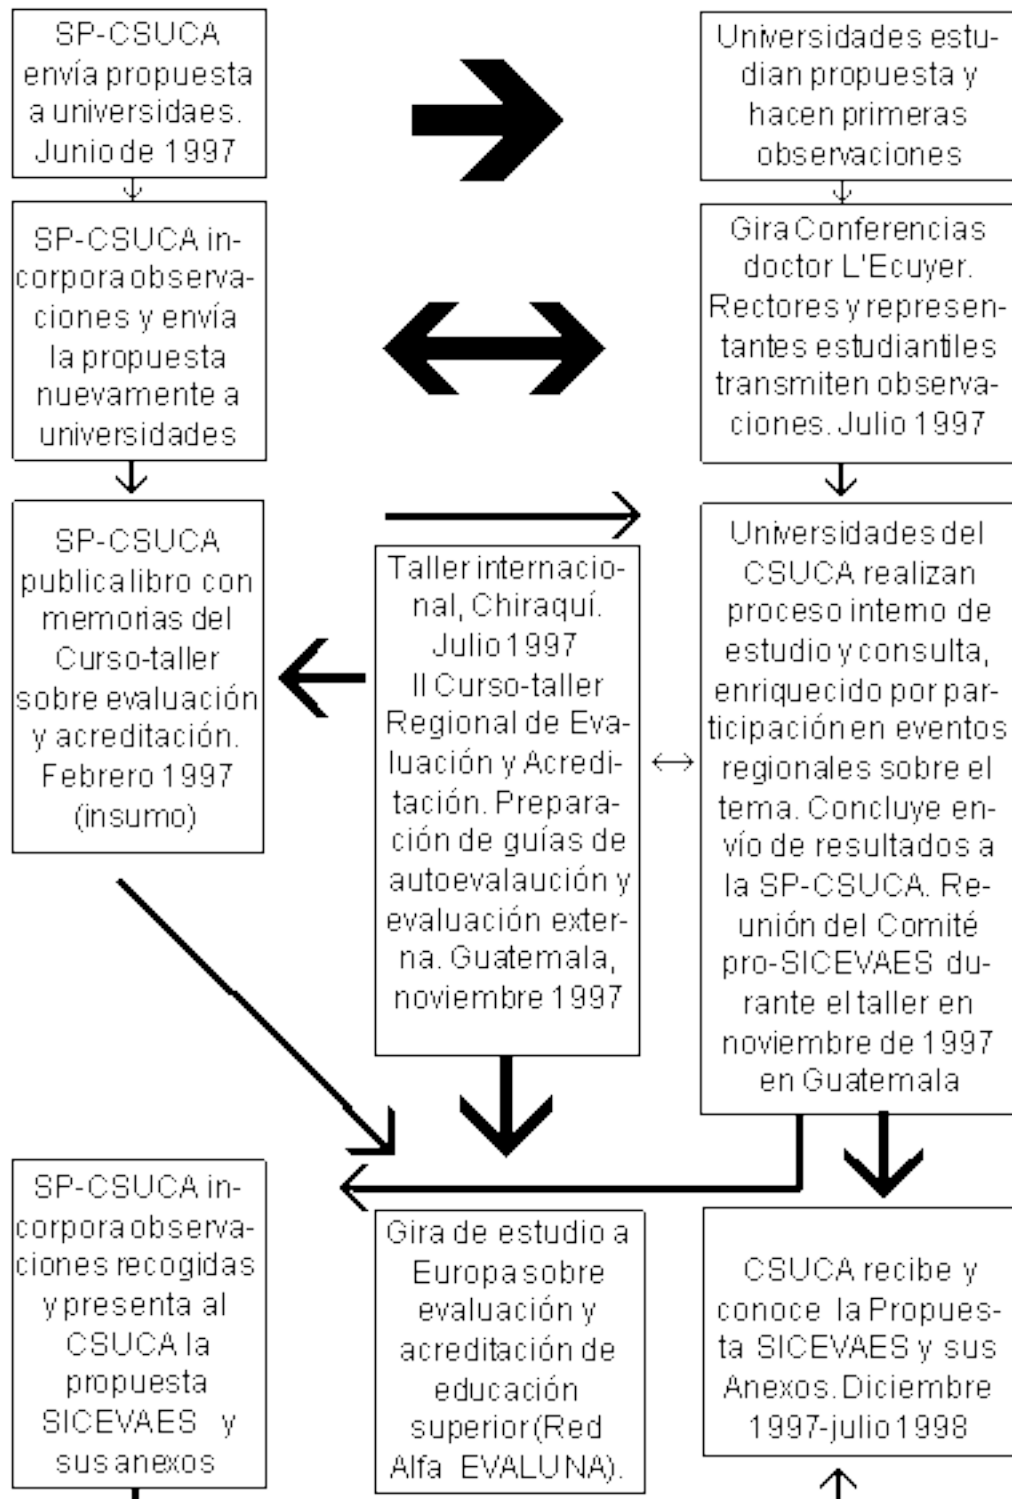 SP-CSUCA
envía propuesta
a universidaes.
Junio de 1997
Universidades estu-
dian propuesta y
hacen primeras
observaciones
SP-CSUCA in-
corpora observa-
ciones y envía
la propuesta
nuevamente a
universidades
Gira Conferencias
doctor L'Ecuyer.
Rectores y represen-
tantes estudiantiles
transmiten observa-
ciones. Julio 1997
SP-CSUCA
publica libro con
memorias del
Curso-taller
sobre evaluación
y acreditación.
Febrero 1997
(insumo)
Taller internacio-
nal, Chiraquí.
Julio 1997
II Curso-taller
Regional de Eva-
luación y Acredi-
tación. Prepara-
ción de guías de
autoevalaución y
evaluación exter-
na. Guatemala,
noviembre 1997
Universidades del
CSUCA realizan
proceso interno de
estudio y consulta,
enriquecido por par-
ticipación en eventos
regionales sobre el
tema. Concluye en-
vío de resultados a
la SP-CSUCA. Re-
unión del Comité
pro-SICEVAES du-
rante el taller en
noviembre de 1997
en Guatemala
SP-CSUCA in-
corpora observa-
ciones recogidas
y presenta al
CSUCA la
propuesta
SICEVAES y
sus anexos
Gira de estudio a
Europa sobre
evaluación y
acreditación de
educación
superior (Red
Alfa EVALUNA).
CSUCA recibe y
conoce la Propues-
ta SICEVAES y sus
Anexos. Diciembre
1997-julio 1998